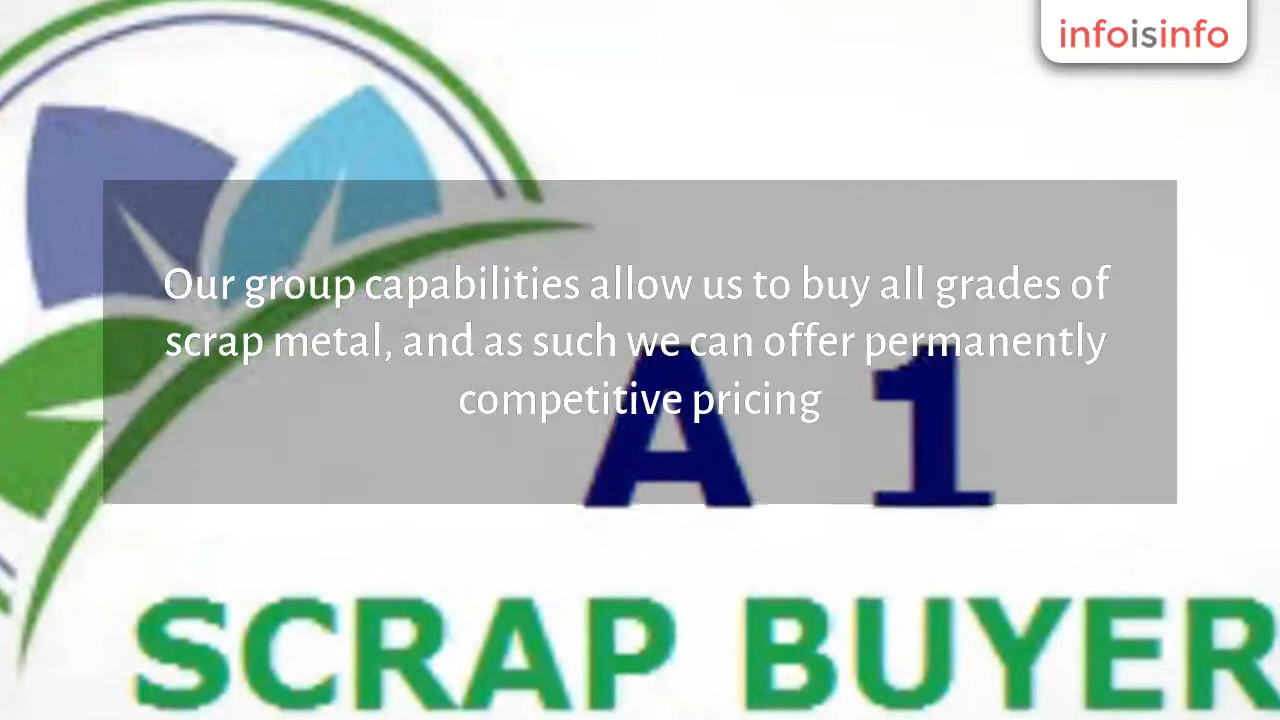 infoisinfo
Our group capabilities allow us to buy all grades of
scrap metal, and as such we can offer permanently
competitive pricing
A 1
SCRAP BUYER